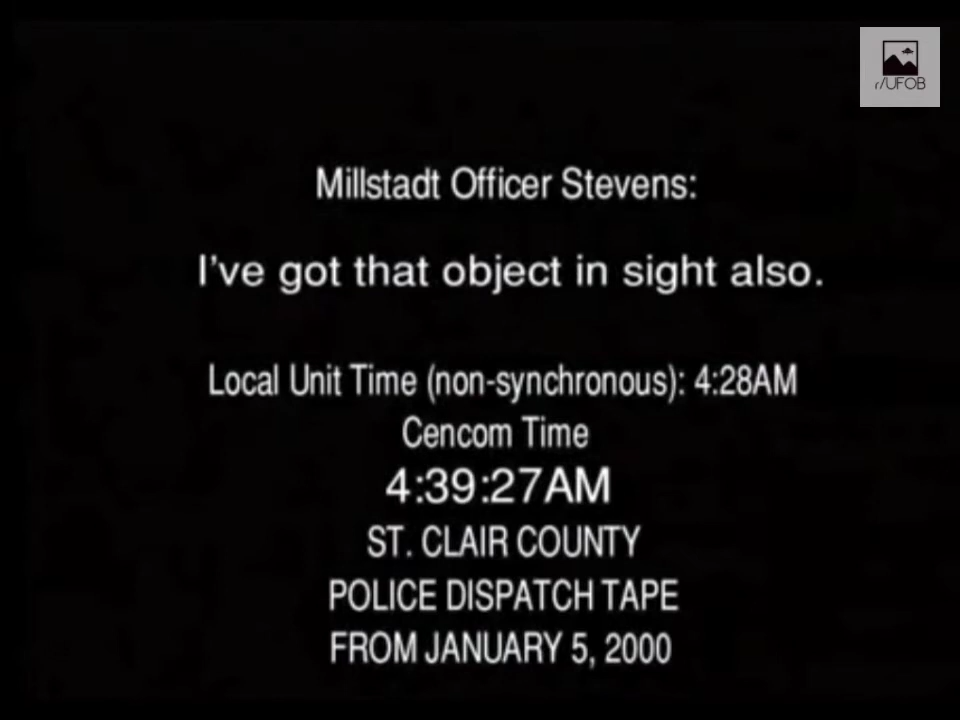 r/UFOB
Millstadt Officer Stevens:
I've got that object in sight also.
Local Unit Time (non-synchronous): 4:28AM
Cencom Time
4:39:27AM
ST. CLAIR COUNTY
POLICE DISPATCH TAPE
FROM JANUARY 5, 2000